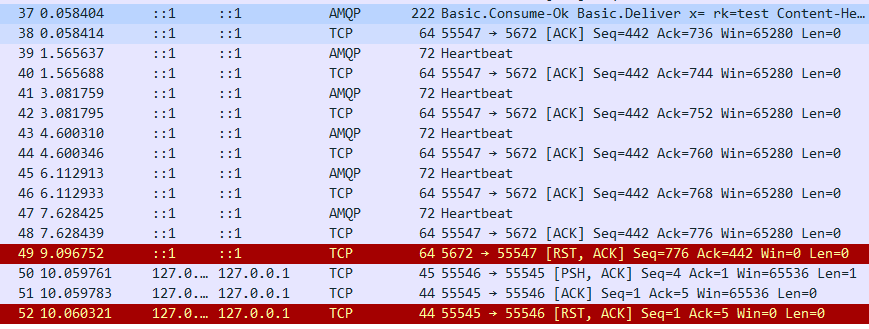 37 0.058404 ::1 ::1 AMQP 222 Basic.Consume-Ok Basic.Deliver x= rk=test Content-He…
38 0.058414 ::1 ::1 TCP 64 55547 → 5672 [ACK] Seq=442 Ack=736 Win=65280 Len=0
39 1.565637 ::1 ::1 AMQP 72 Heartbeat
40 1.565688 ::1 ::1 TCP 64 55547 → 5672 [ACK] Seq=442 Ack=744 Win=65280 Len=0
41 3.081759 ::1 ::1 AMQP 72 Heartbeat
42 3.081795 ::1 ::1 TCP 64 55547 → 5672 [ACK] Seq=442 Ack=752 Win=65280 Len=0
43 4.600310 ::1 ::1 AMQP 72 Heartbeat
44 4.600346 ::1 ::1 TCP 64 55547 → 5672 [ACK] Seq=442 Ack=760 Win=65280 Len=0
45 6.112913 ::1 ::1 AMQP 72 Heartbeat
46 6.112933 ::1 ::1 TCP 64 55547 → 5672 [ACK] Seq=442 Ack=768 Win=65280 Len=0
47 7.628425 ::1 ::1 AMQP 72 Heartbeat
48 7.628439 ::1 ::1 TCP 64 55547 → 5672 [ACK] Seq=442 Ack=776 Win=65280 Len=0
49 9.096752 ::1 ::1 TCP 64 5672 → 55547 [RST, ACK] Seq=776 Ack=442 Win=0 Len=0
50 10.059761 127.0.… 127.0.0.1 TCP 45 55546 → 55545 [PSH, ACK] Seq=4 Ack=1 Win=65536 Len=1
51 10.059783 127.0.… 127.0.0.1 TCP 44 55545 → 55546 [ACK] Seq=1 Ack=5 Win=65536 Len=0
52 10.060321 127.0.… 127.0.0.1 TCP 44 55545 → 55546 [RST, ACK] Seq=1 Ack=5 Win=0 Len=0